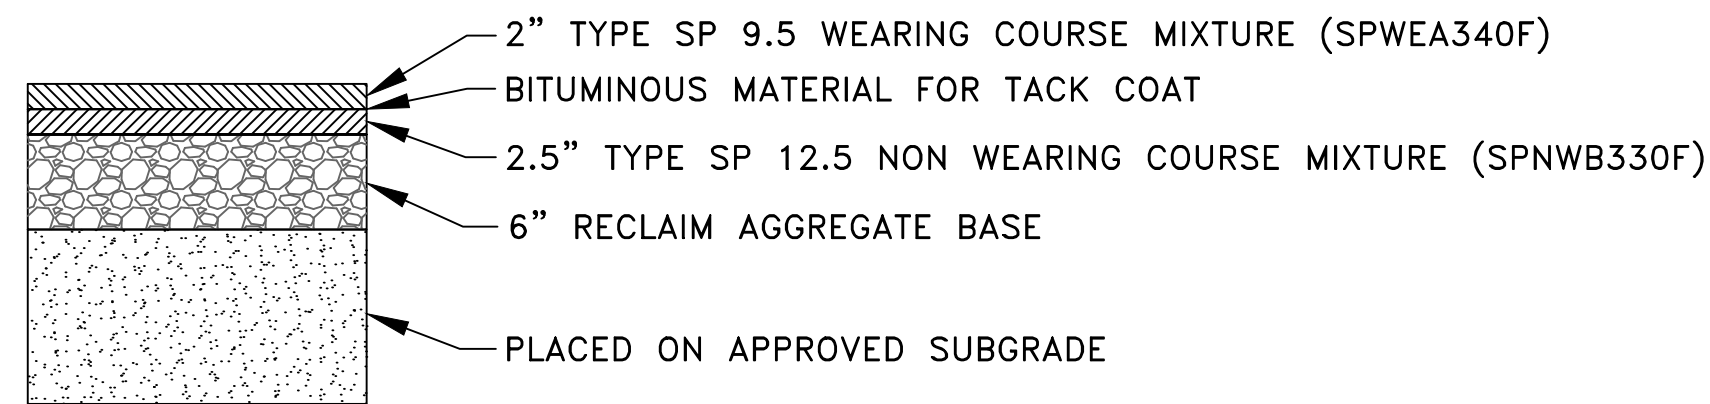 2” TYPE SP 9.5 WEARING COURSE MIXTURE (SPWEA340F)
BITUMINOUS MATERIAL FOR TACK COAT
2.5” TYPE SP 12.5 NON WEARING COURSE MIXTURE (SPNWB330F)
6” RECLAIM AGGREGATE BASE
PLACED ON APPROVED SUBGRADE